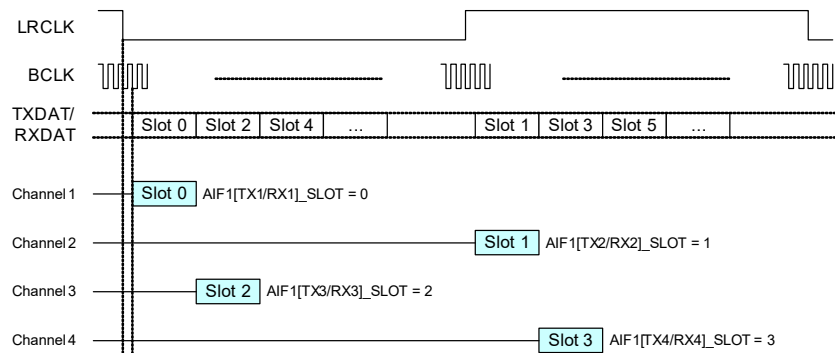 LRCLK
BCLK
TXDAT/
RXDAT
Slot 0 Slot 2 Slot 4 ... Slot 1 Slot 3 Slot 5 ...
Channel 1 Slot 0 AIF1[TX1/RX1]_SLOT = 0
Channel 2 Slot 1 AIF1[TX2/RX2]_SLOT = 1
Channel 3 Slot 2 AIF1[TX3/RX3]_SLOT = 2
Channel 4 Slot 3 AIF1[TX4/RX4]_SLOT = 3